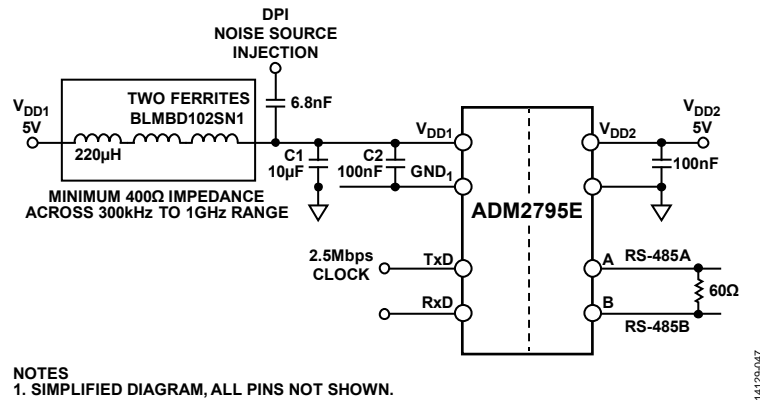 DPI
NOISE SOURCE
INJECTION
VDD1
5V
TWO FERRITES
BLMBD102SN1
220µH
6.8nF
MINIMUM 400Ω IMPEDANCE
ACROSS 300kHz TO 1GHz RANGE
C1
10µF
C2
100nF
VDD1
GND1
VDD2
VDD2
5V
100nF
ADM2795E
2.5Mbps
CLOCK
TxD
RxD
A
RS-485A
60Ω
B
RS-485B
NOTES
1. SIMPLIFIED DIAGRAM, ALL PINS NOT SHOWN.
14129-047